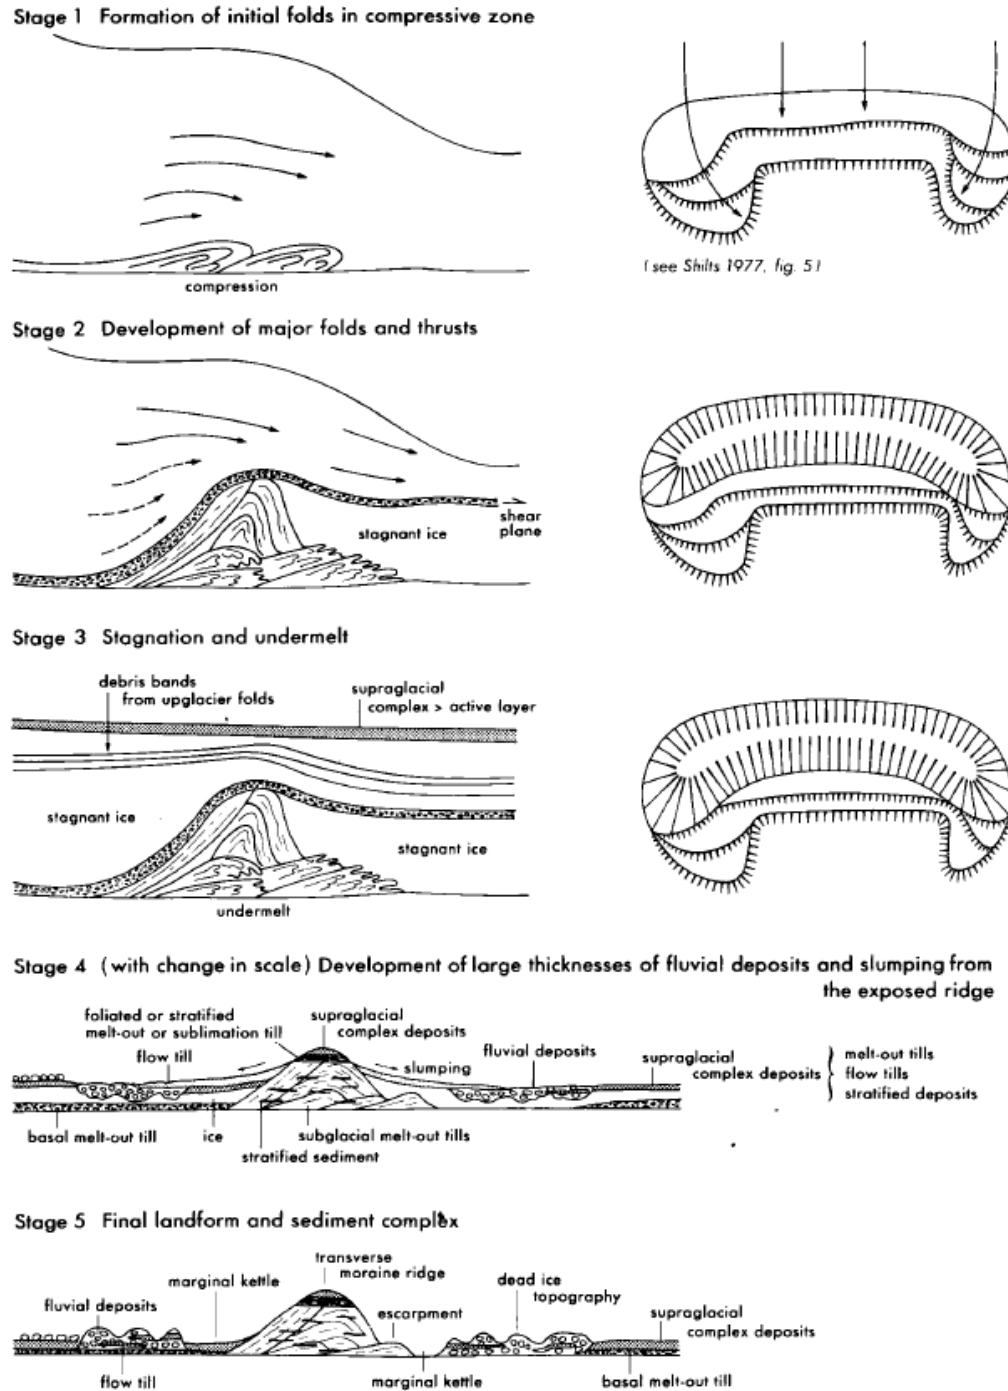 Stage 1 Formation of initial folds in compressive zone
compression
(see Shilts 1977, fig. 5)
Stage 2 Development of major folds and thrusts
stagnant ice
shear
plane
Stage 3 Stagnation and undermelt
debris bands
from upglacier folds
supraglacial
complex > active layer
stagnant ice
stagnant ice
undermelt
Stage 4 (with change in scale) Development of large thicknesses of fluvial deposits and slumping from
the exposed ridge
foliated or stratified
melt-out or sublimation till
supraglacial
complex deposits
flow till
slumping
fluvial deposits
supraglacial
complex deposits
melt-out tills
flow tills
stratified deposits
basal melt-out till
ice
subglacial melt-out tills
stratified sediment
Stage 5 Final landform and sediment complex
transverse
moraine ridge
marginal kettle
fluvial deposits
escarpment
dead ice
topography
supraglacial
complex deposits
flow till
marginal kettle
basal melt-out till